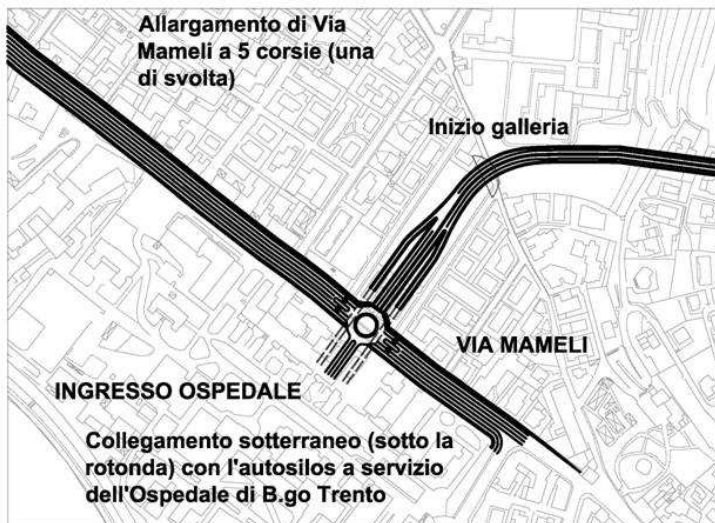 Allargamento di Via
Mameli a 5 corsie (una
di svolta)
Inizio galleria
VIA MAMELI
INGRESSO OSPEDALE
Collegamento sotterraneo (sotto la
rotonda) con l'autosilos a servizio
dell'Ospedale di B.go Trento